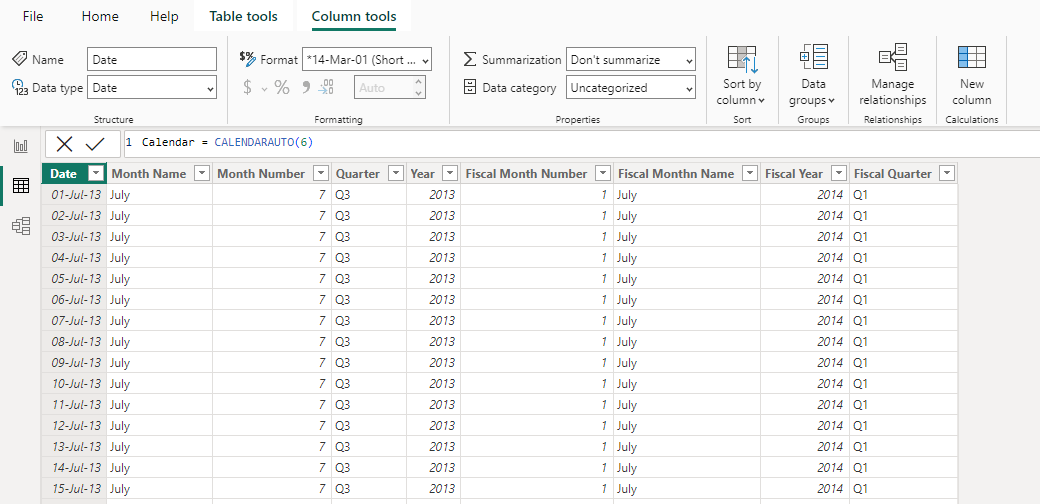 File Home Help Table tools Column tools
Name Date
Data type Date
Structure
Format *14-Mar-01 (Short ...
$ % 9 .00 Auto
Formatting
Summarization Don't summarize
Data category Uncategorized
Properties
Sort by
column
Sort
Data
groups
Groups
Manage
relationships
Relationships
New
column
Calculations
1 Calendar = CALENDARAUTO(6)
Date Month Name Month Number Quarter Year Fiscal Month Number Fiscal Monthn Name Fiscal Year Fiscal Quarter
01-Jul-13 July 7 Q3 2013 1 July 2014 Q1
02-Jul-13 July 7 Q3 2013 1 July 2014 Q1
03-Jul-13 July 7 Q3 2013 1 July 2014 Q1
04-Jul-13 July 7 Q3 2013 1 July 2014 Q1
05-Jul-13 July 7 Q3 2013 1 July 2014 Q1
06-Jul-13 July 7 Q3 2013 1 July 2014 Q1
07-Jul-13 July 7 Q3 2013 1 July 2014 Q1
08-Jul-13 July 7 Q3 2013 1 July 2014 Q1
09-Jul-13 July 7 Q3 2013 1 July 2014 Q1
10-Jul-13 July 7 Q3 2013 1 July 2014 Q1
11-Jul-13 July 7 Q3 2013 1 July 2014 Q1
12-Jul-13 July 7 Q3 2013 1 July 2014 Q1
13-Jul-13 July 7 Q3 2013 1 July 2014 Q1
14-Jul-13 July 7 Q3 2013 1 July 2014 Q1
15-Jul-13 July 7 Q3 2013 1 July 2014 Q1